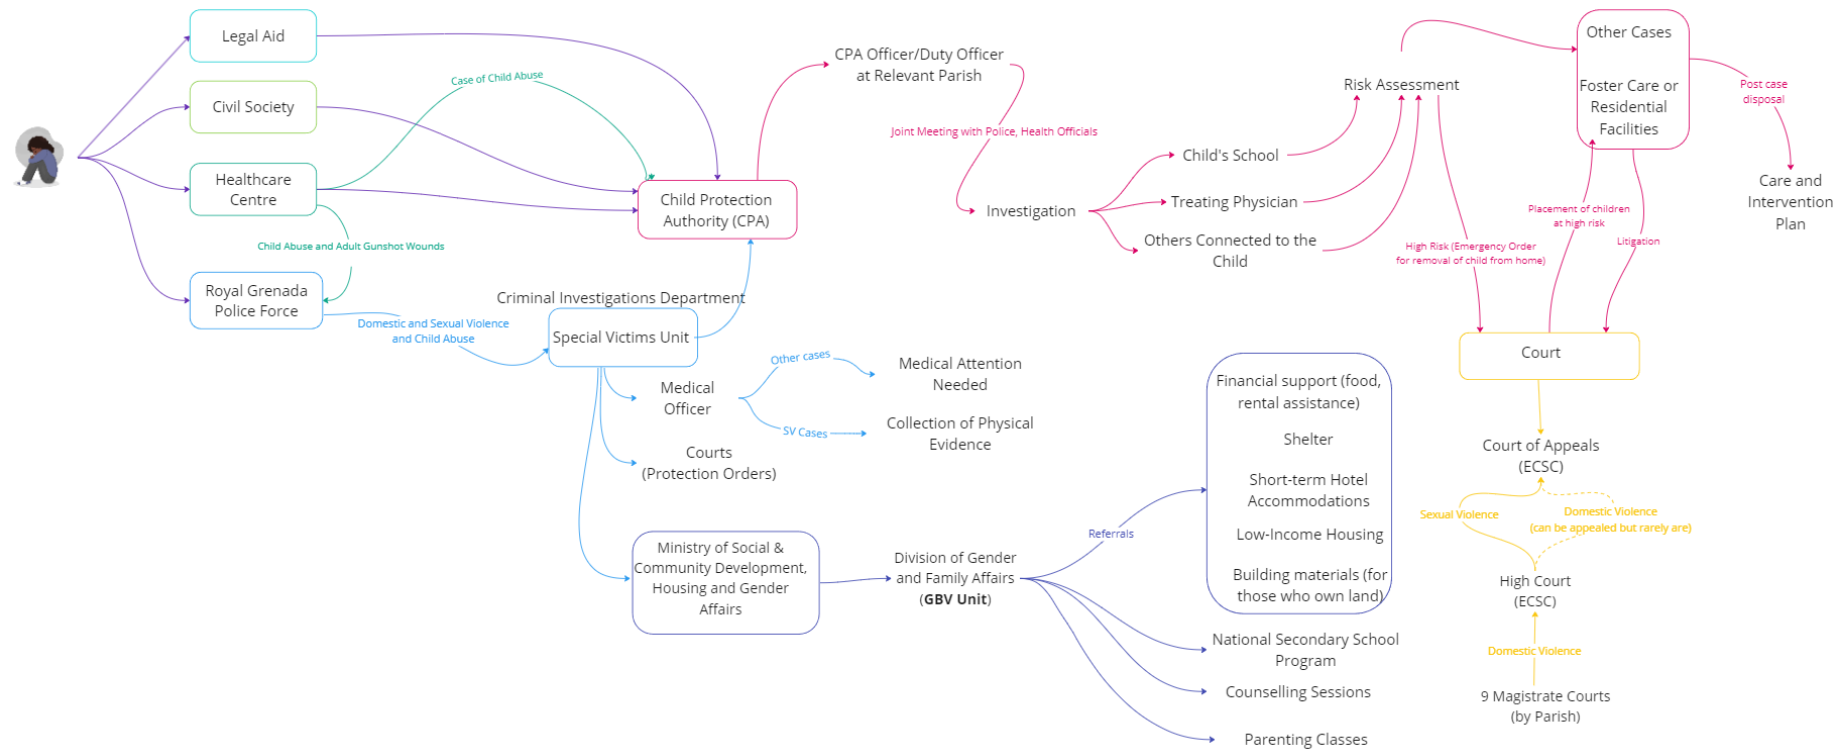 Legal Aid
Civil Society
Healthcare
Centre
Royal Grenada
Police Force
Case of Child Abuse
Child Abuse and Adult Gunshot Wounds
Domestic and Sexual Violence
and Child Abuse
Child Protection
Authority (CPA)
Criminal Investigations Department
Special Victims Unit
Medical
Officer
Courts
(Protection Orders)
Other cases
SV Cases
Medical Attention
Needed
Collection of Physical
Evidence
Ministry of Social &
Community Development,
Housing and Gender
Affairs
Division of Gender
and Family Affairs
(GBV Unit)
Referrals
Financial support (food,
rental assistance)
Shelter
Short-term Hotel
Accommodations
Low-Income Housing
Building materials (for
those who own land)
National Secondary School
Program
Counselling Sessions
Parenting Classes
CPA Officer/Duty Officer
at Relevant Parish
Joint Meeting with Police, Health Officials
Investigation
Child's School
Treating Physician
Others Connected to the
Child
Risk Assessment
High Risk (Emergency Order
for removal of child from home)
Other Cases
Foster Care or
Residential
Facilities
Placement of children
at high risk
Litigation
Post case
disposal
Care and
Intervention
Plan
Court
Court of Appeals
(ECSC)
Sexual Violence
Domestic Violence
(can be appealed but rarely are)
High Court
(ECSC)
Domestic Violence
9 Magistrate Courts
(by Parish)